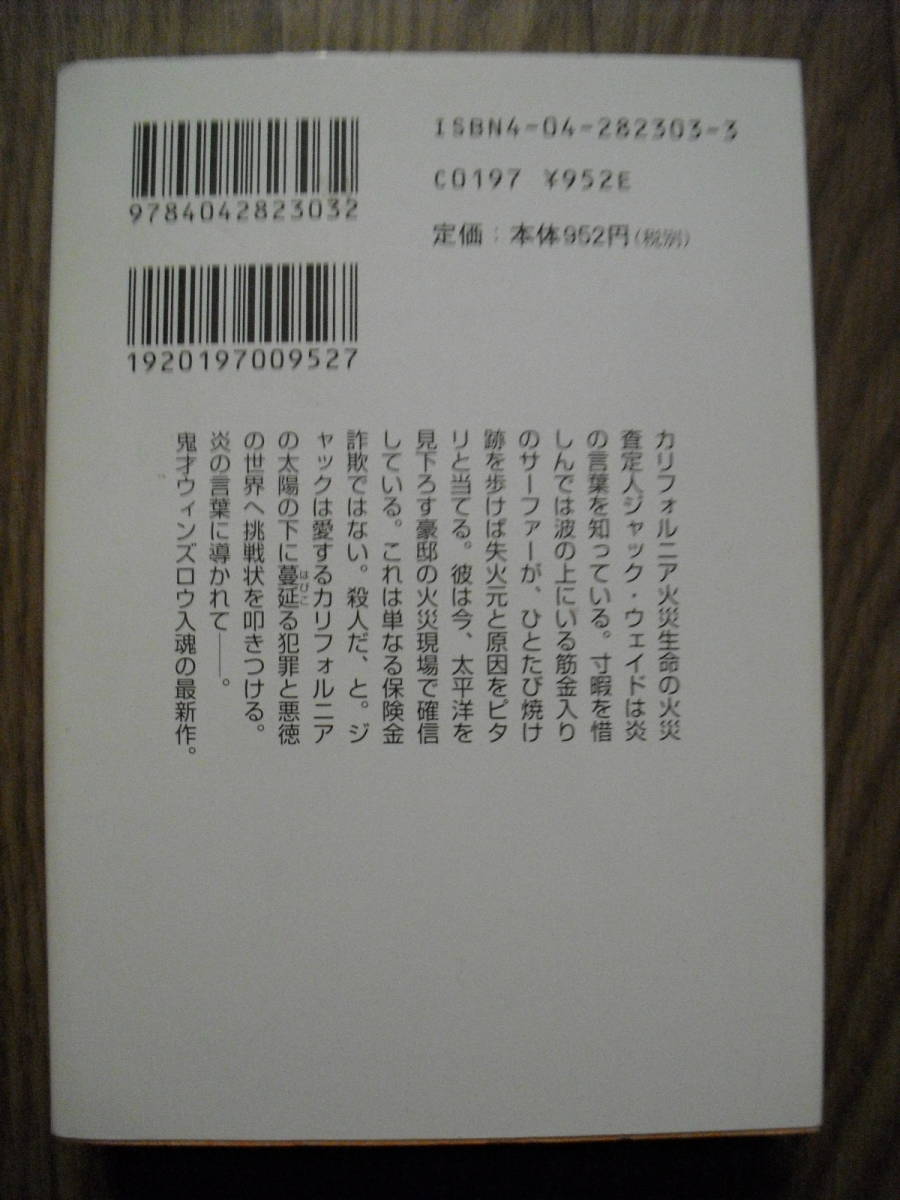 ISBN4-04-282303-3
C0197 ¥952E
定価：本体952円（税別）
9784042823032
1920197009527
カリフォルニア火災生命の火災
査定人ジャック・ウェイドは炎
の言葉を知っている。寸暇を惜
しんでは波の上にいる筋金入り
のサーファーが、ひとたび焼け
跡を歩けば失火元と原因をピタ
リと当てる。彼は今、太平洋を
見下ろす豪邸の火災現場で確信
している。これは単なる保険金
詐欺ではない。殺人だ、と。ジ
ャックは愛するカリフォルニア
の太陽の下に蔓延る犯罪と悪徳
はびこ
の世界へ挑戦状を叩きつける。
炎の言葉に導かれて――。
鬼才ウィンズロウ入魂の最新作。